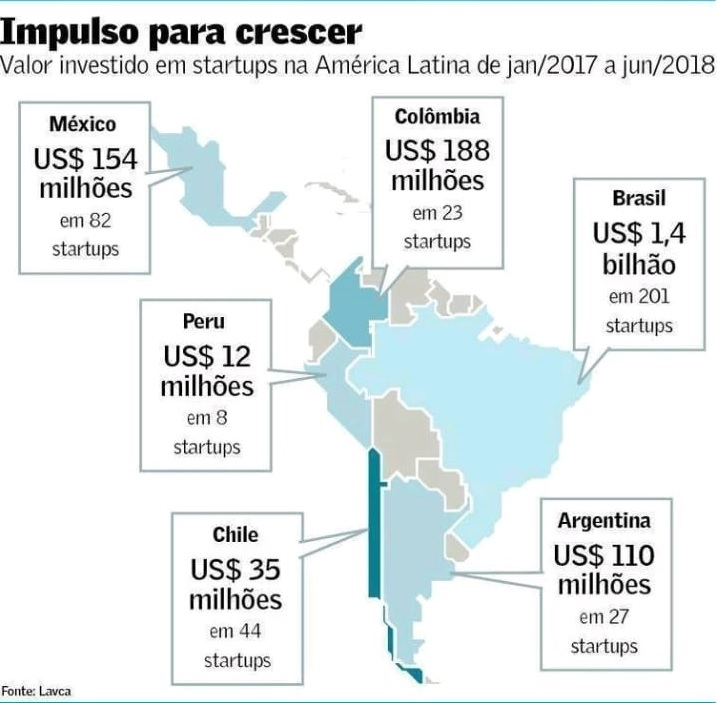 Impulso para crescer
Valor investido em startups na América Latina de jan/2017 a jun/2018
México
US$ 154
milhões
em 82
startups
Colômbia
US$ 188
milhões
em 23
startups
Brasil
US$ 1,4
bilhão
em 201
startups
Peru
US$ 12
milhões
em 8
startups
Chile
US$ 35
milhões
em 44
startups
Argentina
US$ 110
milhões
em 27
startups
Fonte: Lavca